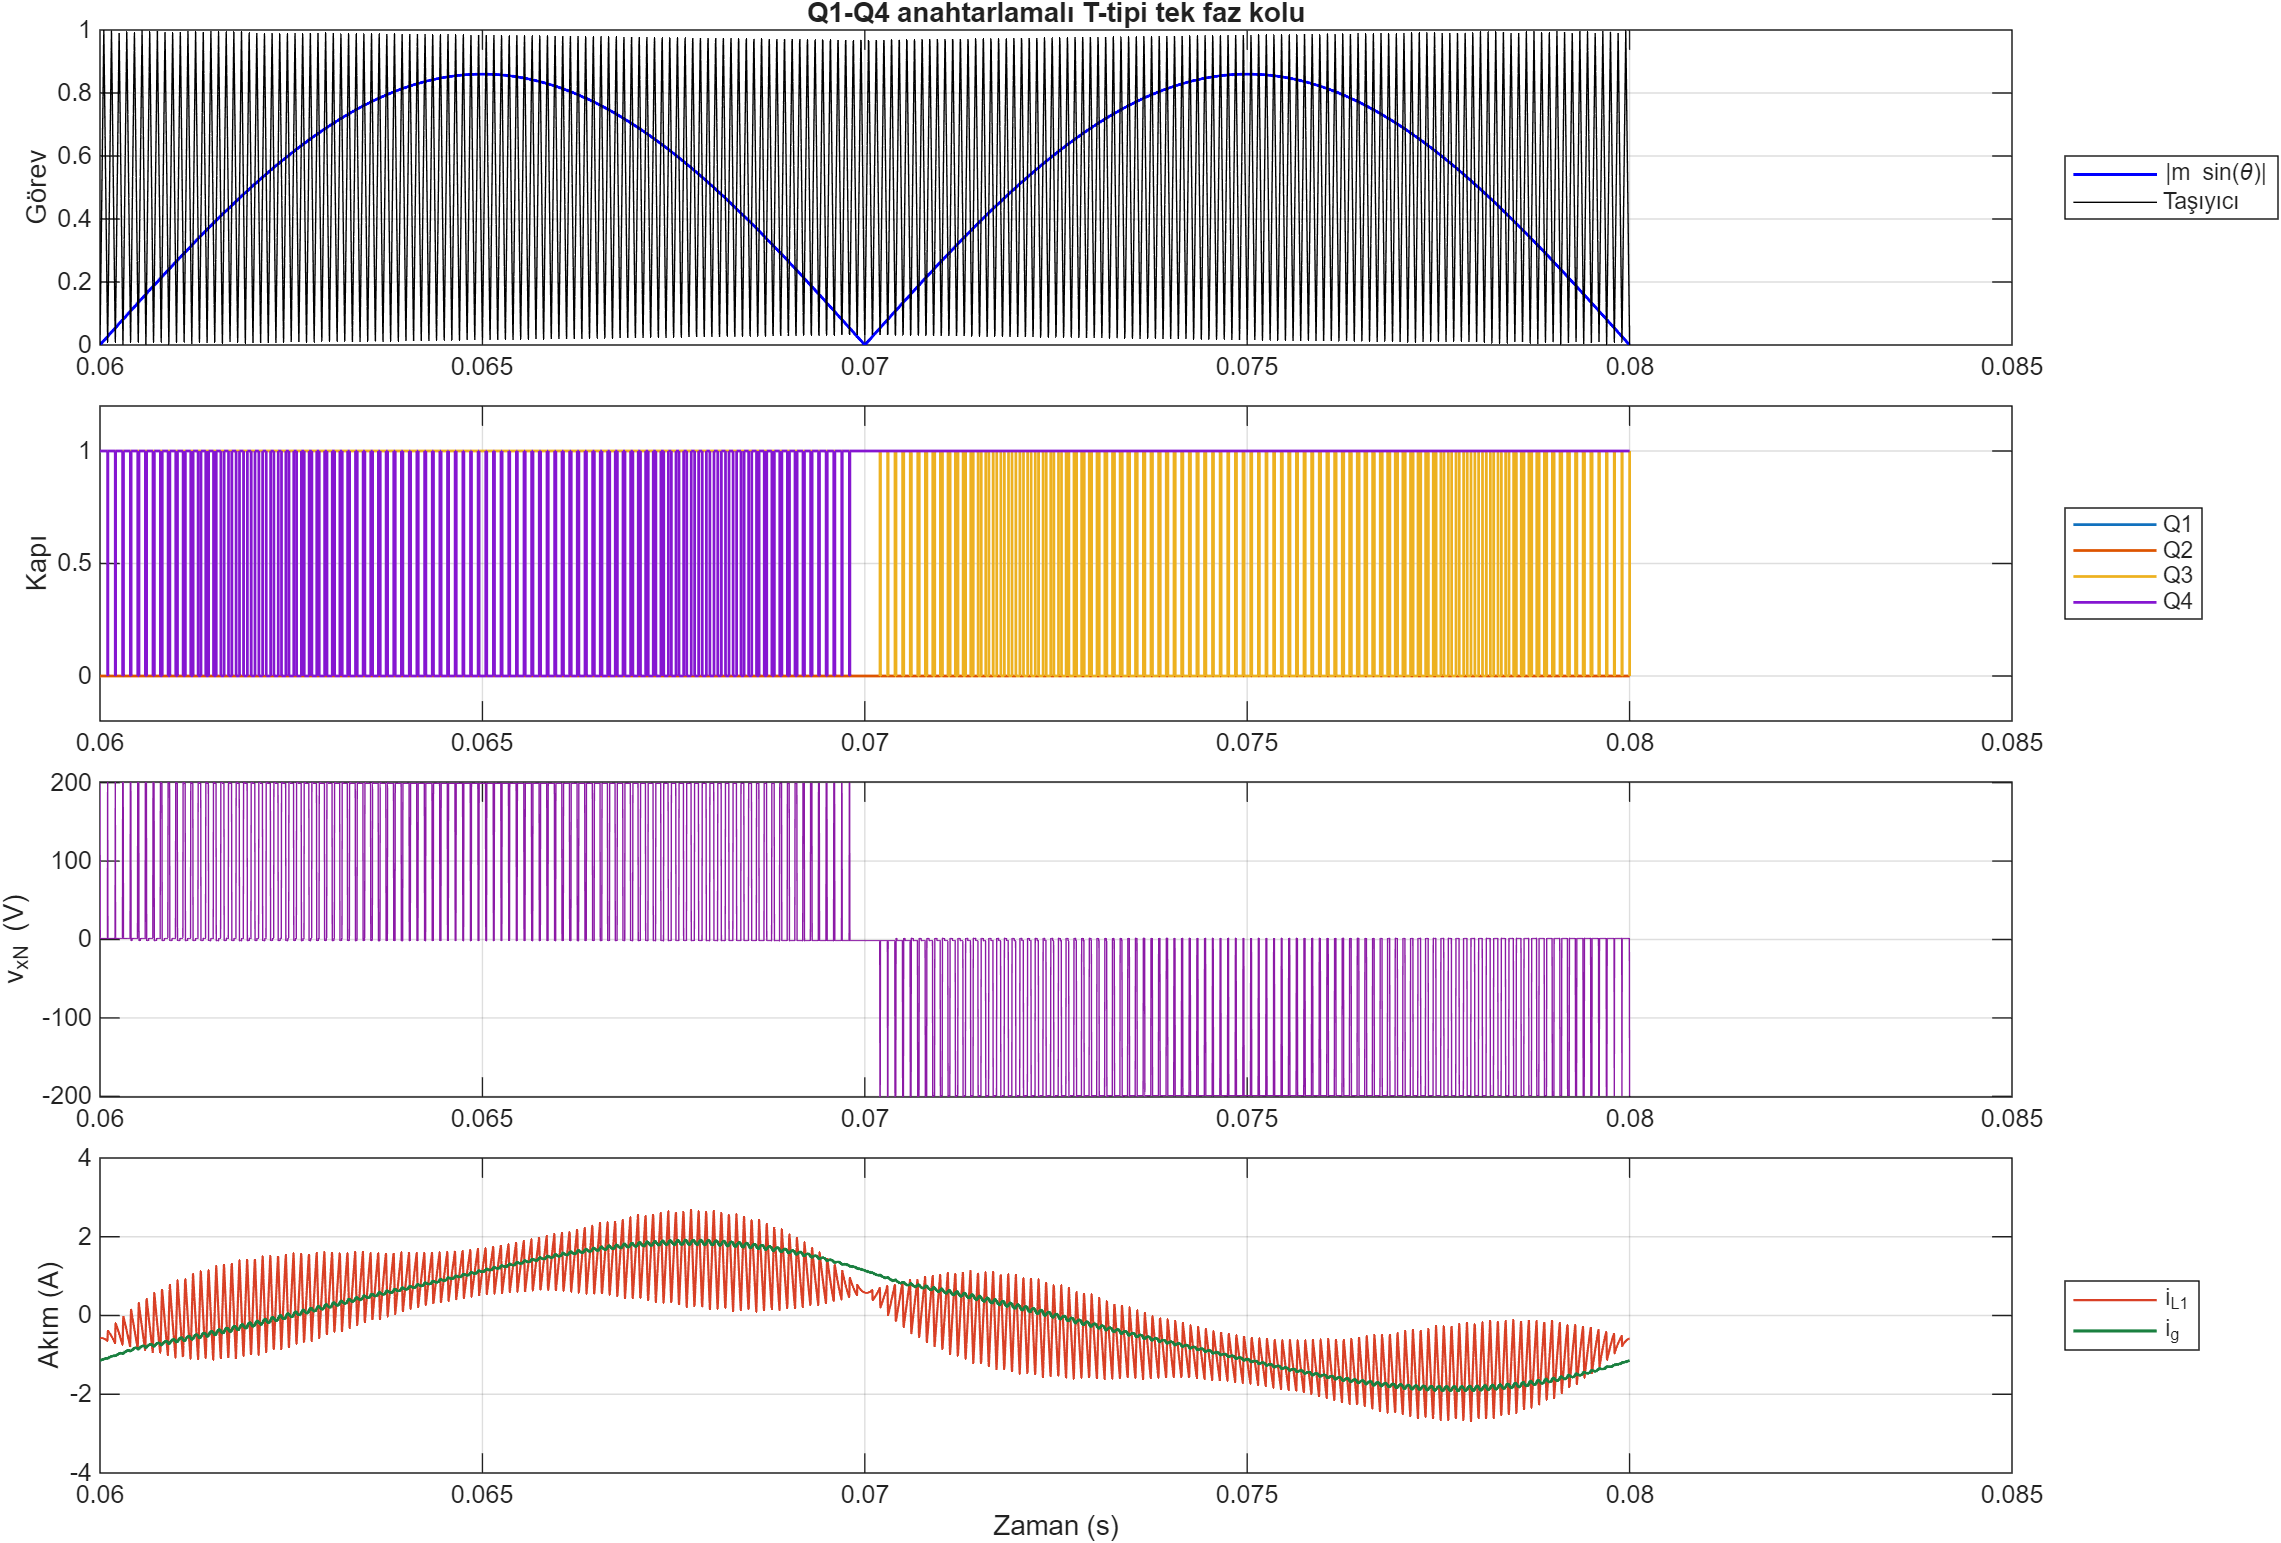 Q1-Q4 anahtarlamalı T-tipi tek faz kolu
Görev
1
0.8
0.6
0.4
0.2
0
0.06 0.065 0.07 0.075 0.08 0.085
|m sin(θ)|
Taşıyıcı
Kapı
1
0.5
0
0.06 0.065 0.07 0.075 0.08 0.085
Q1
Q2
Q3
Q4
vxN (V)
200
100
0
-100
-200
0.06 0.065 0.07 0.075 0.08 0.085
Akım (A)
4
2
0
-2
-4
0.06 0.065 0.07 0.075 0.08 0.085
iL1
ig
Zaman (s)